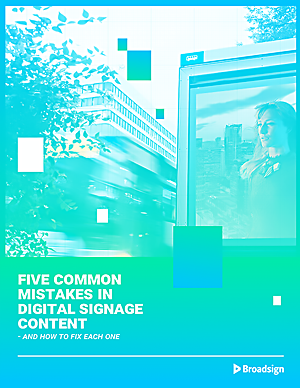 FIVE COMMON
MISTAKES IN
DIGITAL SIGNAGE
CONTENT
- AND HOW TO FIX EACH ONE
Broadsign